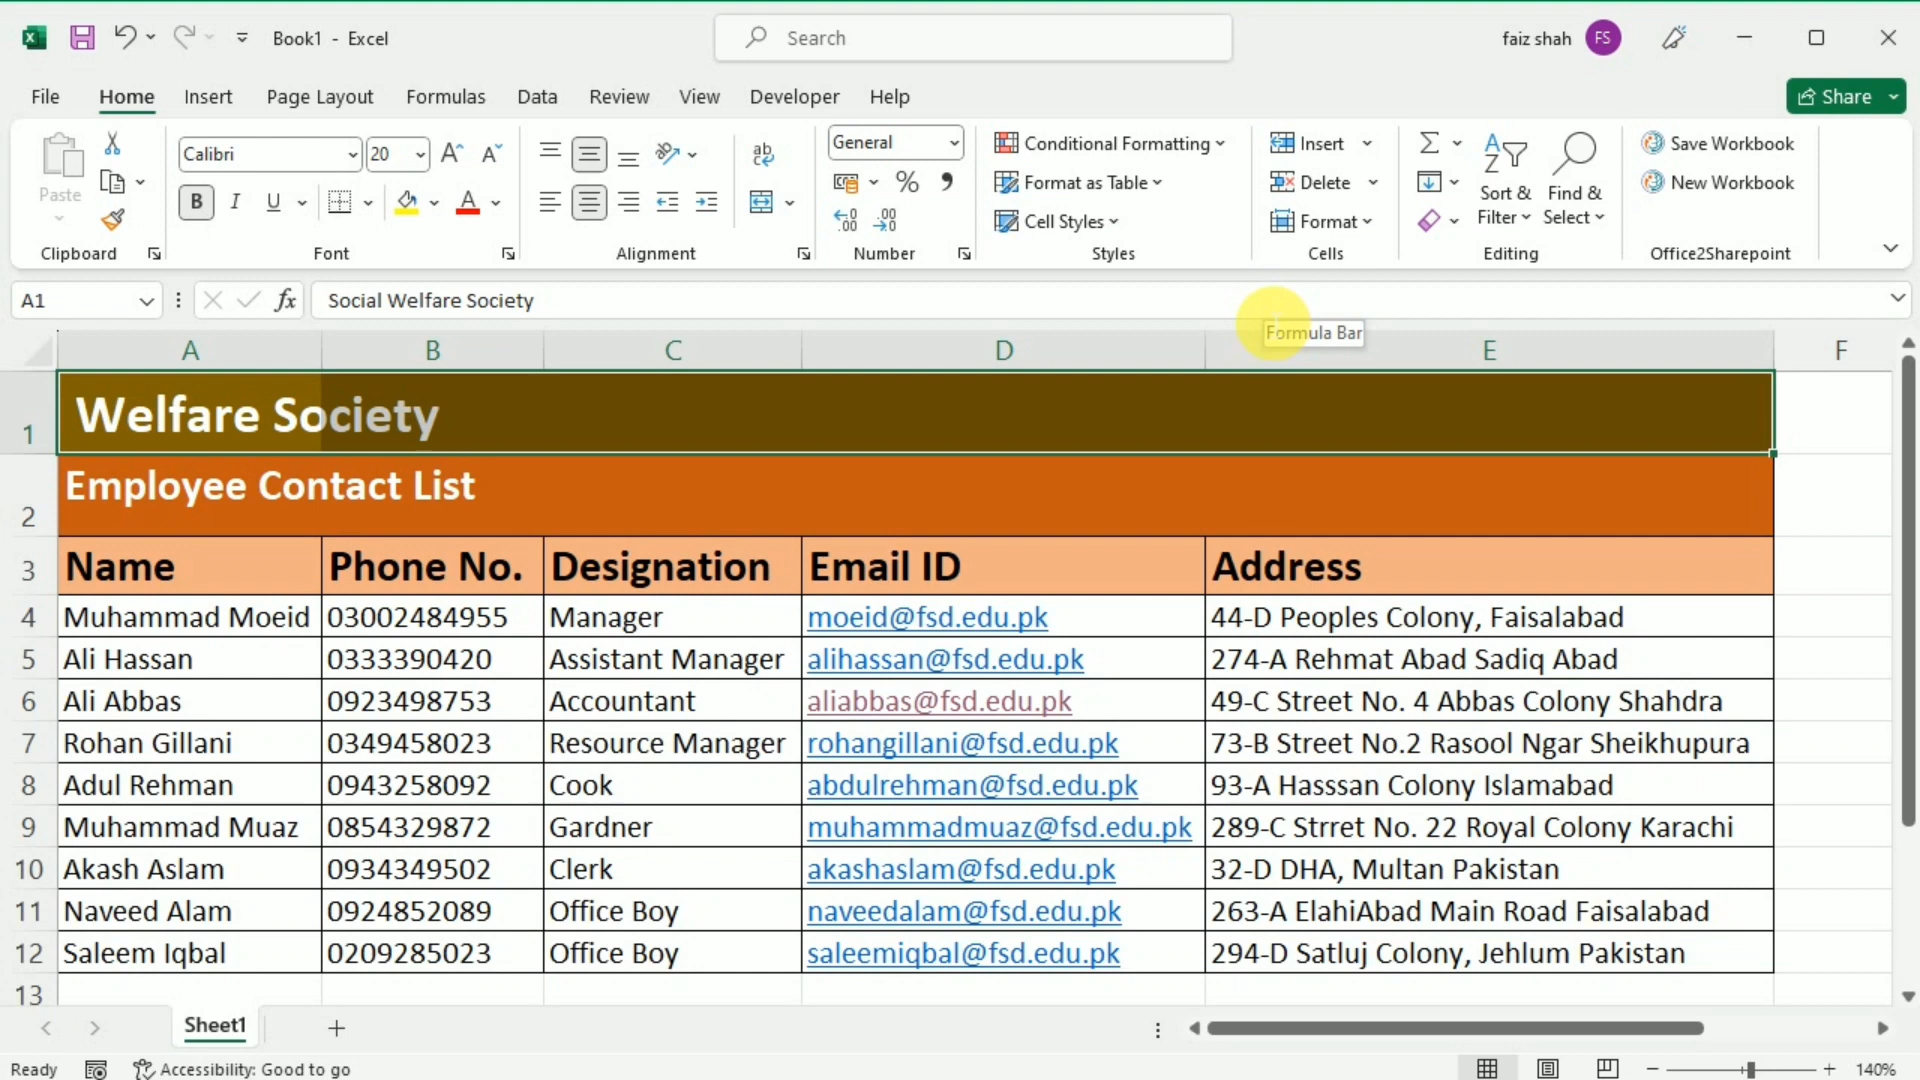 Book1 - Excel
Search
faiz shah FS
File Home Insert Page Layout Formulas Data Review View Developer Help Share
Paste
Clipboard
Calibri 20
B I U
Font
ab
Alignment
General
Number
Conditional Formatting
Format as Table
Cell Styles
Styles
Insert
Delete
Format
Cells
Sort & Filter
Find & Select
Editing
Save Workbook
New Workbook
Office2Sharepoint
A1 fx Social Welfare Society
Formula Bar
A B C D E F
1 Welfare Society
2 Employee Contact List
3 Name Phone No. Designation Email ID Address
4 Muhammad Moeid 03002484955 Manager moeid@fsd.edu.pk 44-D Peoples Colony, Faisalabad
5 Ali Hassan 0333390420 Assistant Manager alihassan@fsd.edu.pk 274-A Rehmat Abad Sadiq Abad
6 Ali Abbas 0923498753 Accountant aliabbas@fsd.edu.pk 49-C Street No. 4 Abbas Colony Shahdra
7 Rohan Gillani 0349458023 Resource Manager rohangillani@fsd.edu.pk 73-B Street No.2 Rasool Ngar Sheikhupura
8 Adul Rehman 0943258092 Cook abdulrehman@fsd.edu.pk 93-A Hasssan Colony Islamabad
9 Muhammad Muaz 0854329872 Gardner muhammadmuaz@fsd.edu.pk 289-C Strret No. 22 Royal Colony Karachi
10 Akash Aslam 0934349502 Clerk akashaslam@fsd.edu.pk 32-D DHA, Multan Pakistan
11 Naveed Alam 0924852089 Office Boy naveedalam@fsd.edu.pk 263-A ElahiAbad Main Road Faisalabad
12 Saleem Iqbal 0209285023 Office Boy saleemiqbal@fsd.edu.pk 294-D Satluj Colony, Jehlum Pakistan
13
Sheet1
Ready Accessibility: Good to go 140%